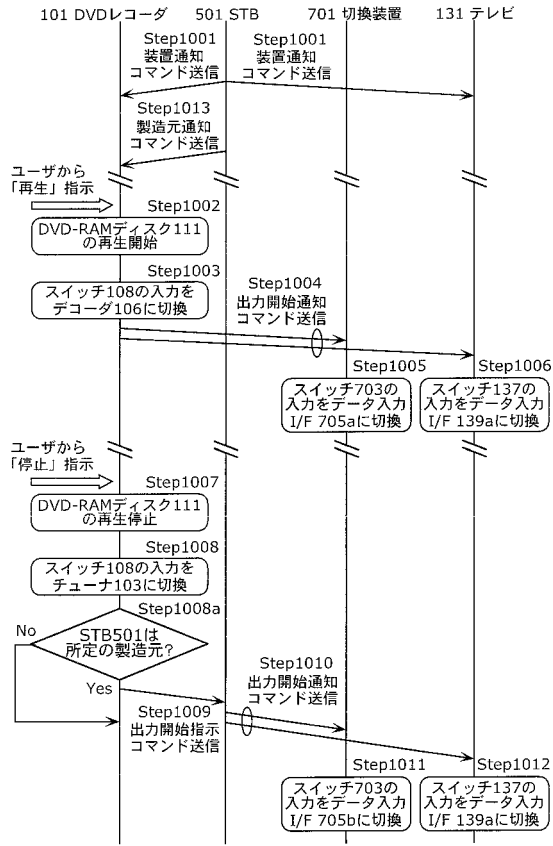 101 DVDレコーダ
501 STB
701 切換装置
131 テレビ
Step1001
装置通知
コマンド送信
Step1001
装置通知
コマンド送信
Step1013
製造元通知
コマンド送信
ユーザから
「再生」指示
Step1002
DVD-RAMディスク111
の再生開始
Step1003
スイッチ108の入力を
デコーダ106に切換
Step1004
出力開始通知
コマンド送信
Step1005
スイッチ703の
入力をデータ入力
I/F 705aに切換
Step1006
スイッチ137の
入力をデータ入力
I/F 139aに切換
ユーザから
「停止」指示
Step1007
DVD-RAMディスク111
の再生停止
Step1008
スイッチ108の入力を
チューナ103に切換
Step1008a
STB501は
所定の製造元?
No
Yes
Step1009
出力開始指示
コマンド送信
Step1010
出力開始通知
コマンド送信
Step1011
スイッチ703の
入力をデータ入力
I/F 705bに切換
Step1012
スイッチ137の
入力をデータ入力
I/F 139aに切換